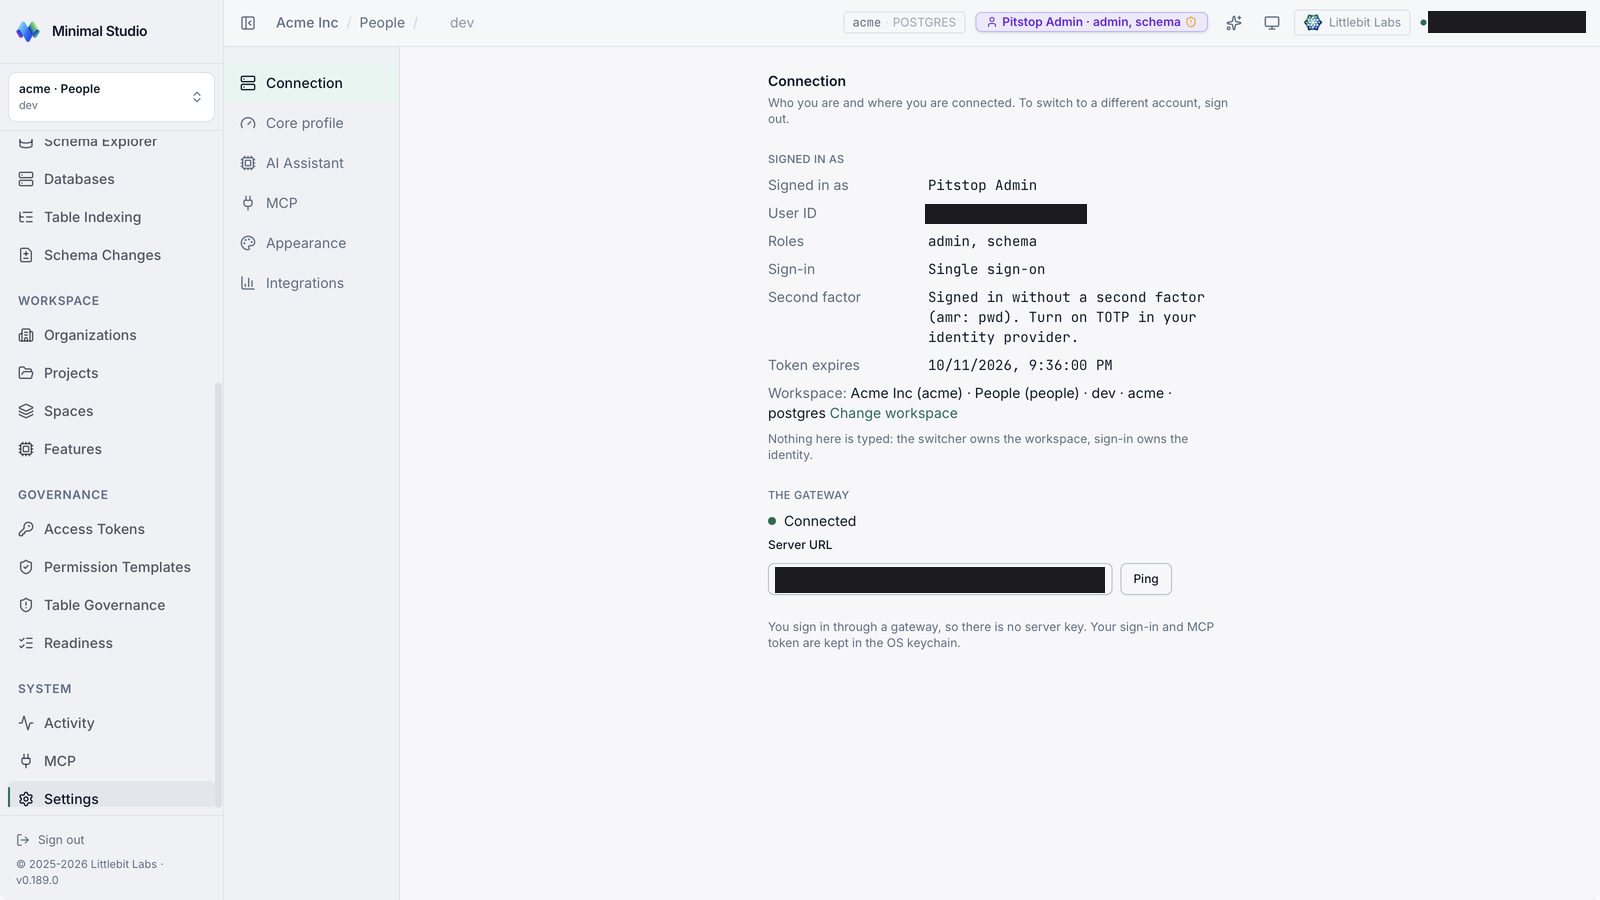 Minimal Studio
acme · People
dev
Schema Explorer
Databases
Table Indexing
Schema Changes
WORKSPACE
Organizations
Projects
Spaces
Features
GOVERNANCE
Access Tokens
Permission Templates
Table Governance
Readiness
SYSTEM
Activity
MCP
Settings
Sign out
© 2025-2026 Littlebit Labs ·
v0.189.0
Acme Inc / People / dev
acme · POSTGRES
Pitstop Admin · admin, schema
Littlebit Labs
Connection
Core profile
AI Assistant
MCP
Appearance
Integrations
Connection
Who you are and where you are connected. To switch to a different account, sign
out.
SIGNED IN AS
Signed in as Pitstop Admin
User ID
Roles admin, schema
Sign-in Single sign-on
Second factor Signed in without a second factor
(amr: pwd). Turn on TOTP in your
identity provider.
Token expires 10/11/2026, 9:36:00 PM
Workspace: Acme Inc (acme) · People (people) · dev · acme ·
postgres Change workspace
Nothing here is typed: the switcher owns the workspace, sign-in owns the
identity.
THE GATEWAY
Connected
Server URL
Ping
You sign in through a gateway, so there is no server key. Your sign-in and MCP
token are kept in the OS keychain.